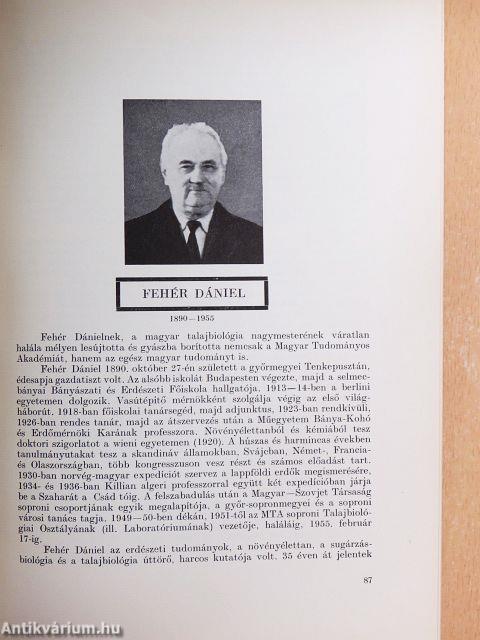 FEHÉR DÁNIEL
1890—1955
Fehér Dánielnek, a magyar talajbiológia nagymesterének váratlan
halála mélyen lesújtotta és gyászba borította nemcsak a Magyar Tudományos
Akadémiát, hanem az egész magyar tudományt is.
Fehér Dániel 1890. október 27-én született a győrmegyei Tenkepusztán,
édesapja gazdatiszt volt. Az alsóbb iskolát Budapesten végezte, majd a selmec-
bányai Bányászati és Erdészeti Főiskola hallgatója. 1913—14-ben a berlini
egyetemen dolgozik. Vasútépítő mérnökként szolgálja végig az első világ-
háborút. 1918-ban főiskolai tanársegéd, majd adjunktus, 1923-ban rendkívüli,
1926-ban rendes tanár, majd az átszervezés után a Műegyetem Bánya-Kohó
és Erdőmérnöki Karának professzora. Növényélettanból és kémiából tesz
doktori szigorlatot a wieni egyetemen (1920). A húszas és harmincas években
tanulmányutakat tesz a skandináv államokban, Svájcban, Német-, Francia-
és Olaszországban, több kongresszuson vesz részt és számos előadást tart.
1930-ban norvég-magyar expedíciót szervez a lappföldi erdők megismerésére,
1934- és 1936-ban Killian algeri professzorral együtt két expedícióban járja
be a Szaharát a Csád tóig. A felszabadulás után a Magyar—Szovjet Társaság
soproni csoportjának egyik megalapítója, a győr-sopronmegyei és a soproni
városi tanács tagja. 1949—50-ben dékán, 1951-től az MTA soproni Talajbioló-
giai Osztályának (ill. Laboratóriumának) vezetője, haláláig, 1955. február
17-ig.
Fehér Dániel az erdészeti tudományok, a növényélettan, a sugárzás-
biológia és a talajbiológia úttörő, harcos kutatója volt. 35 éven át jelentek
87
Antikvárium.hu